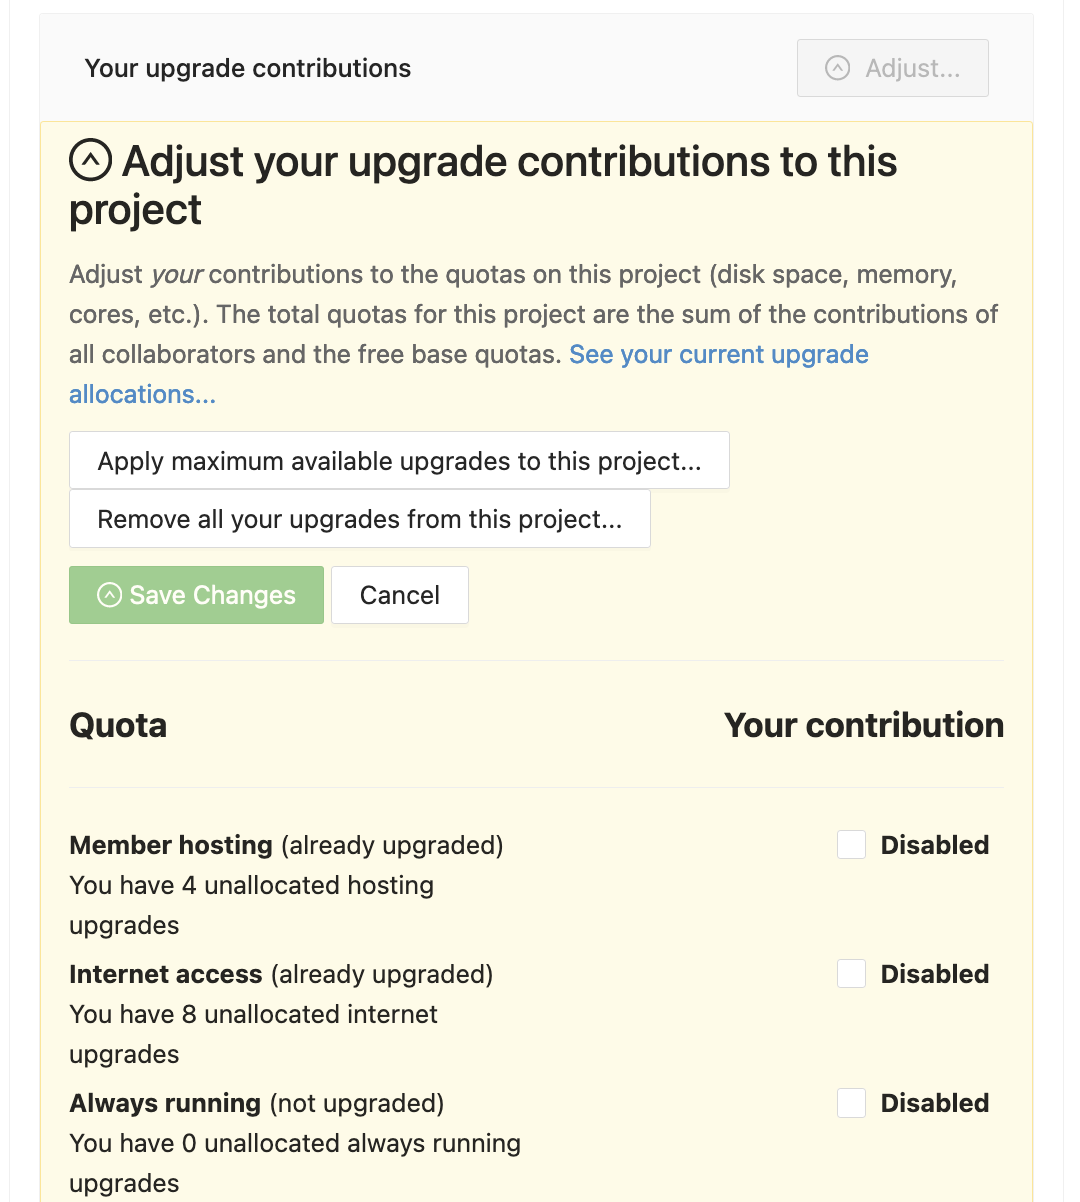 Your upgrade contributions
Adjust...
Adjust your upgrade contributions to this
project
Adjust your contributions to the quotas on this project (disk space, memory,
cores, etc.). The total quotas for this project are the sum of the contributions of
all collaborators and the free base quotas. See your current upgrade
allocations...
Apply maximum available upgrades to this project...
Remove all your upgrades from this project...
Save Changes
Cancel
Quota
Your contribution
Member hosting (already upgraded)
Disabled
You have 4 unallocated hosting
upgrades
Internet access (already upgraded)
Disabled
You have 8 unallocated internet
upgrades
Always running (not upgraded)
Disabled
You have 0 unallocated always running
upgrades